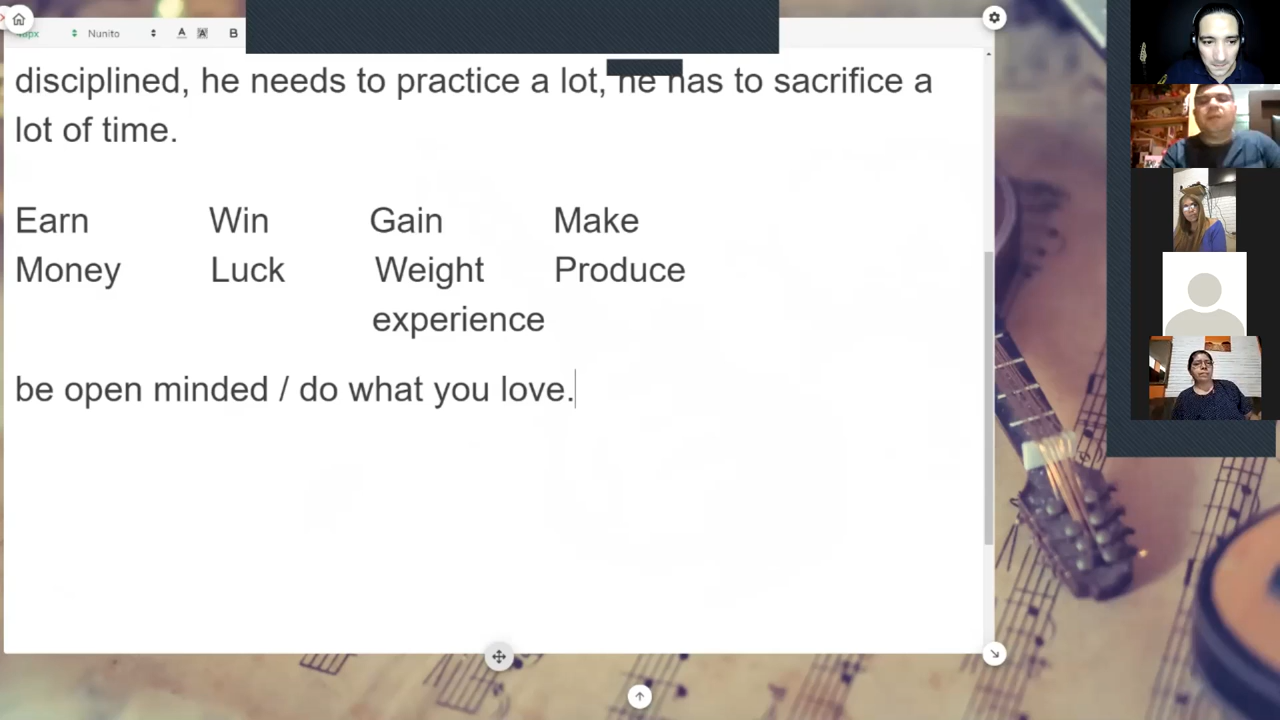 Nunito B
disciplined, he needs to practice a lot, he has to sacrifice a
lot of time.
Earn Win Gain Make
Money Luck Weight Produce
experience
be open minded / do what you love.